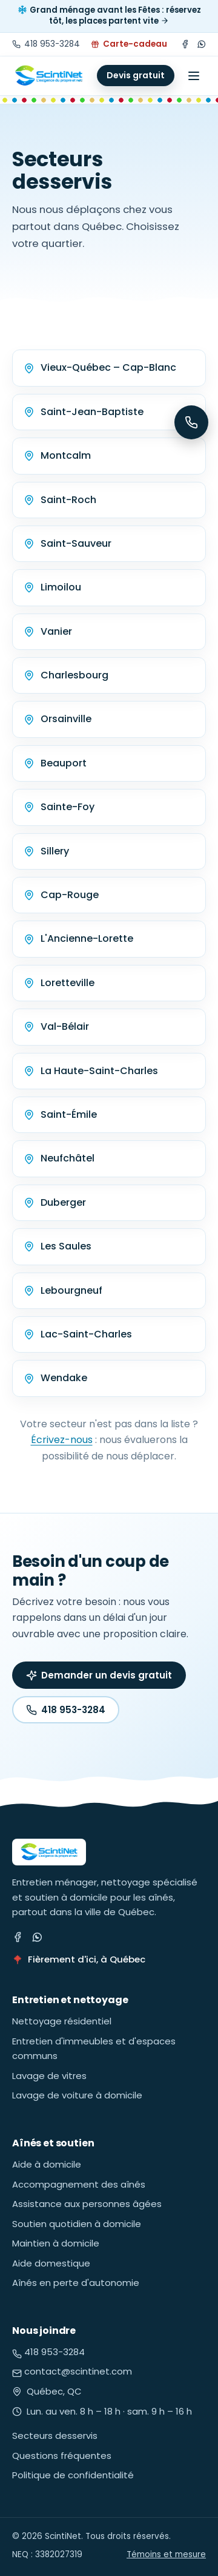 Grand ménage avant les Fêtes : réservez
tôt, les places partent vite →
418 953-3284
Carte-cadeau
ScintiNet
Devis gratuit
Secteurs
desservis
Nous nous déplaçons chez vous
partout dans Québec. Choisissez
votre quartier.
Vieux-Québec – Cap-Blanc
Saint-Jean-Baptiste
Montcalm
Saint-Roch
Saint-Sauveur
Limoilou
Vanier
Charlesbourg
Orsainville
Beauport
Sainte-Foy
Sillery
Cap-Rouge
L'Ancienne-Lorette
Loretteville
Val-Bélair
La Haute-Saint-Charles
Saint-Émile
Neufchâtel
Duberger
Les Saules
Lebourgneuf
Lac-Saint-Charles
Wendake
Votre secteur n'est pas dans la liste ?
Écrivez-nous : nous évaluerons la
possibilité de nous déplacer.
Besoin d'un coup de
main ?
Décrivez votre besoin : nous vous
rappelons dans un délai d'un jour
ouvrable avec une proposition claire.
Demander un devis gratuit
418 953-3284
ScintiNet
Entretien ménager, nettoyage spécialisé
et soutien à domicile pour les aînés,
partout dans la ville de Québec.
Fièrement d'ici, à Québec
Entretien et nettoyage
Nettoyage résidentiel
Entretien d'immeubles et d'espaces
communs
Lavage de vitres
Lavage de voiture à domicile
Aînés et soutien
Aide à domicile
Accompagnement des aînés
Assistance aux personnes âgées
Soutien quotidien à domicile
Maintien à domicile
Aide domestique
Aînés en perte d'autonomie
Nous joindre
418 953-3284
contact@scintinet.com
Québec, QC
Lun. au ven. 8 h – 18 h · sam. 9 h – 16 h
Secteurs desservis
Questions fréquentes
Politique de confidentialité
© 2026 ScintiNet. Tous droits réservés.
NEQ : 3382027319
Témoins et mesure